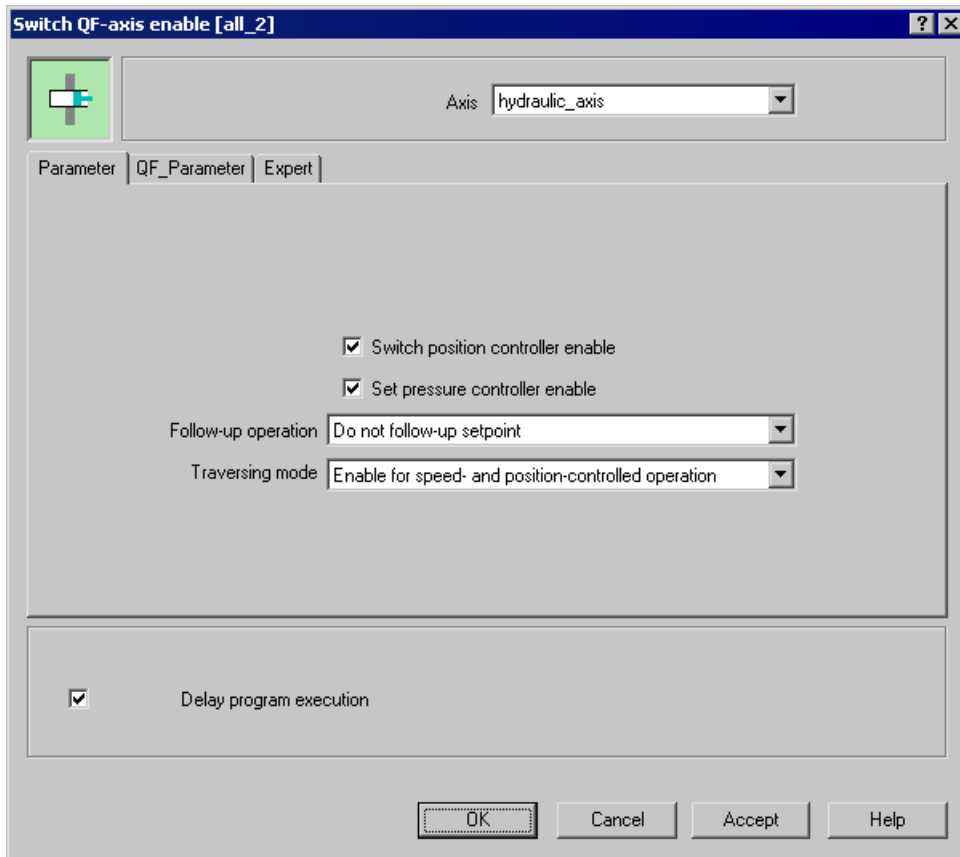 Switch QF-axis enable [all_2]
Axis hydraulic_axis
Parameter QF_Parameter Expert
Switch position controller enable
Set pressure controller enable
Follow-up operation Do not follow-up setpoint
Traversing mode Enable for speed- and position-controlled operation
Delay program execution
OK Cancel Accept Help